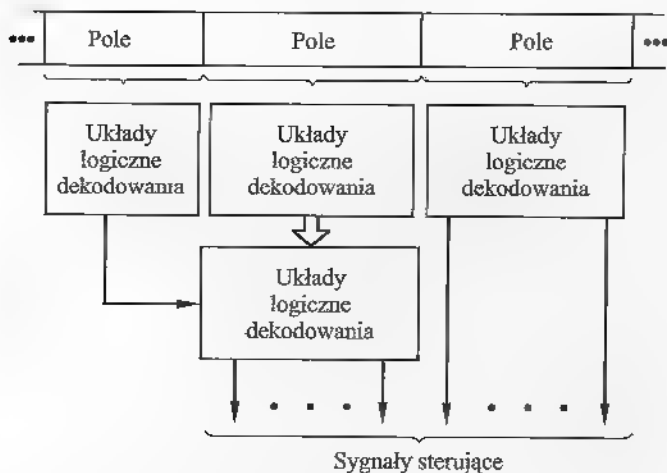 ••• Pole Pole Pole •••
Układy
logiczne
dekodowania
Układy
logiczne
dekodowania
Układy
logiczne
dekodowania
Układy
logiczne
dekodowania
Sygnały sterujące